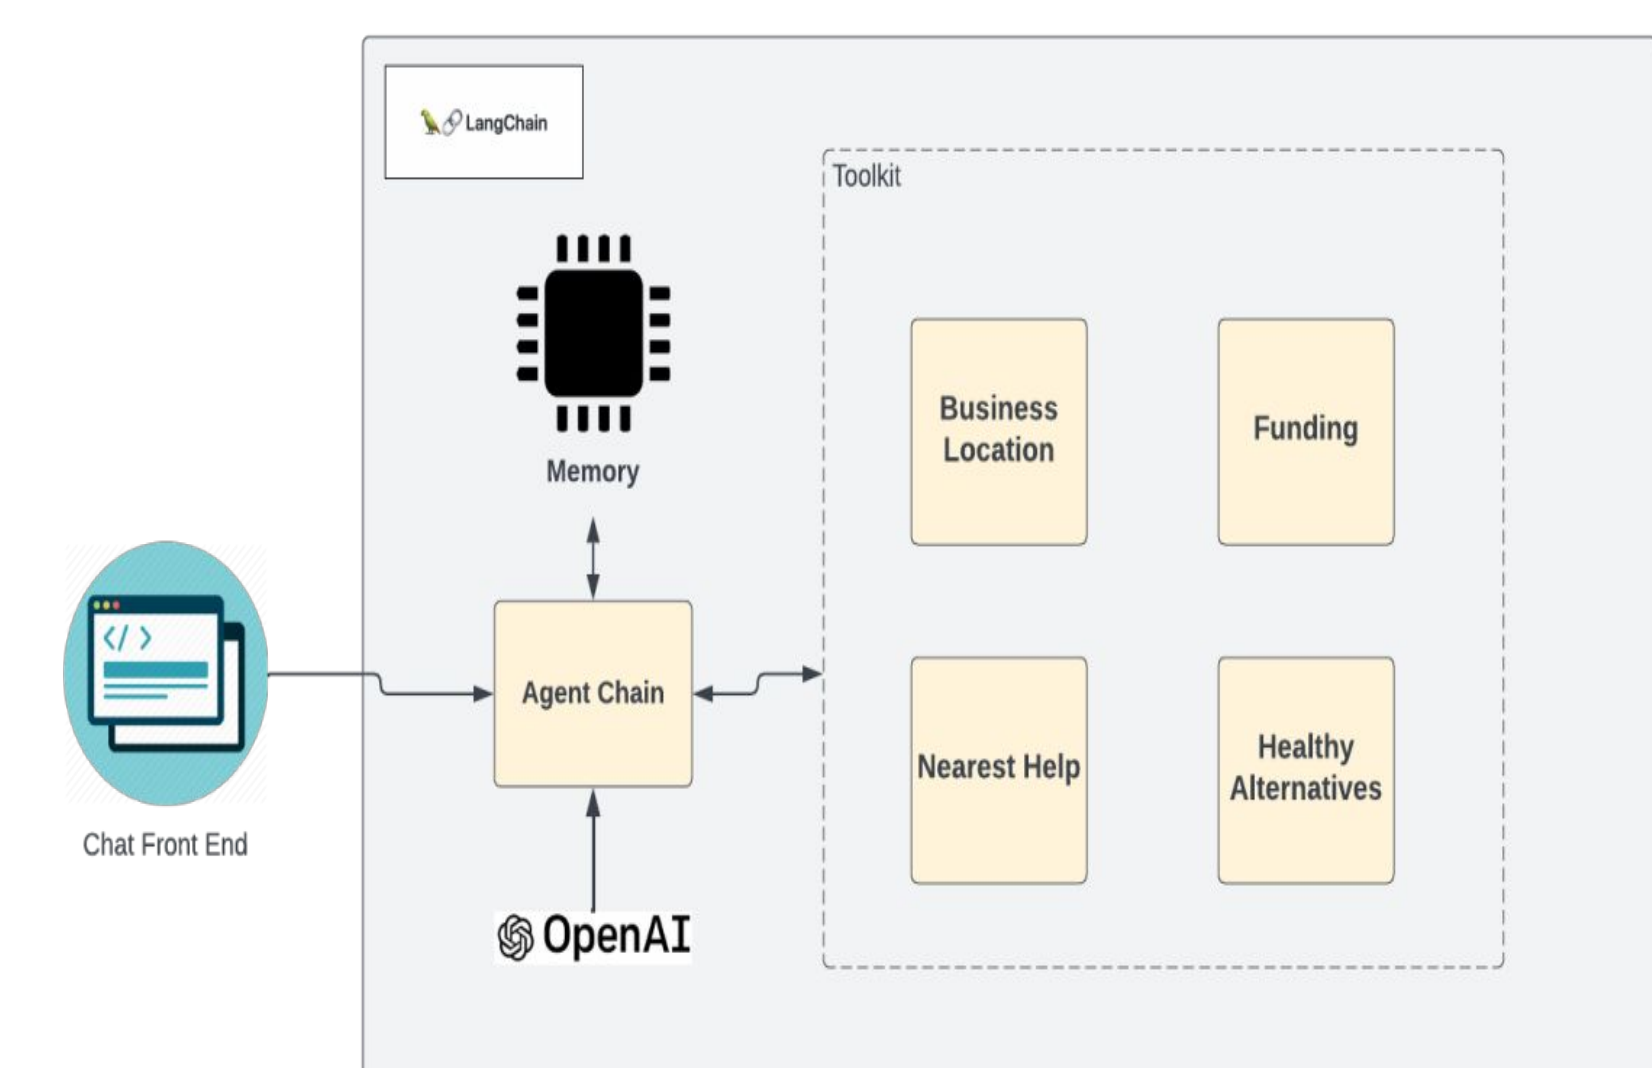 LangChain
Toolkit
Business
Location
Funding
Memory
</>
Agent Chain
Nearest Help
Healthy
Alternatives
Chat Front End
OpenAI